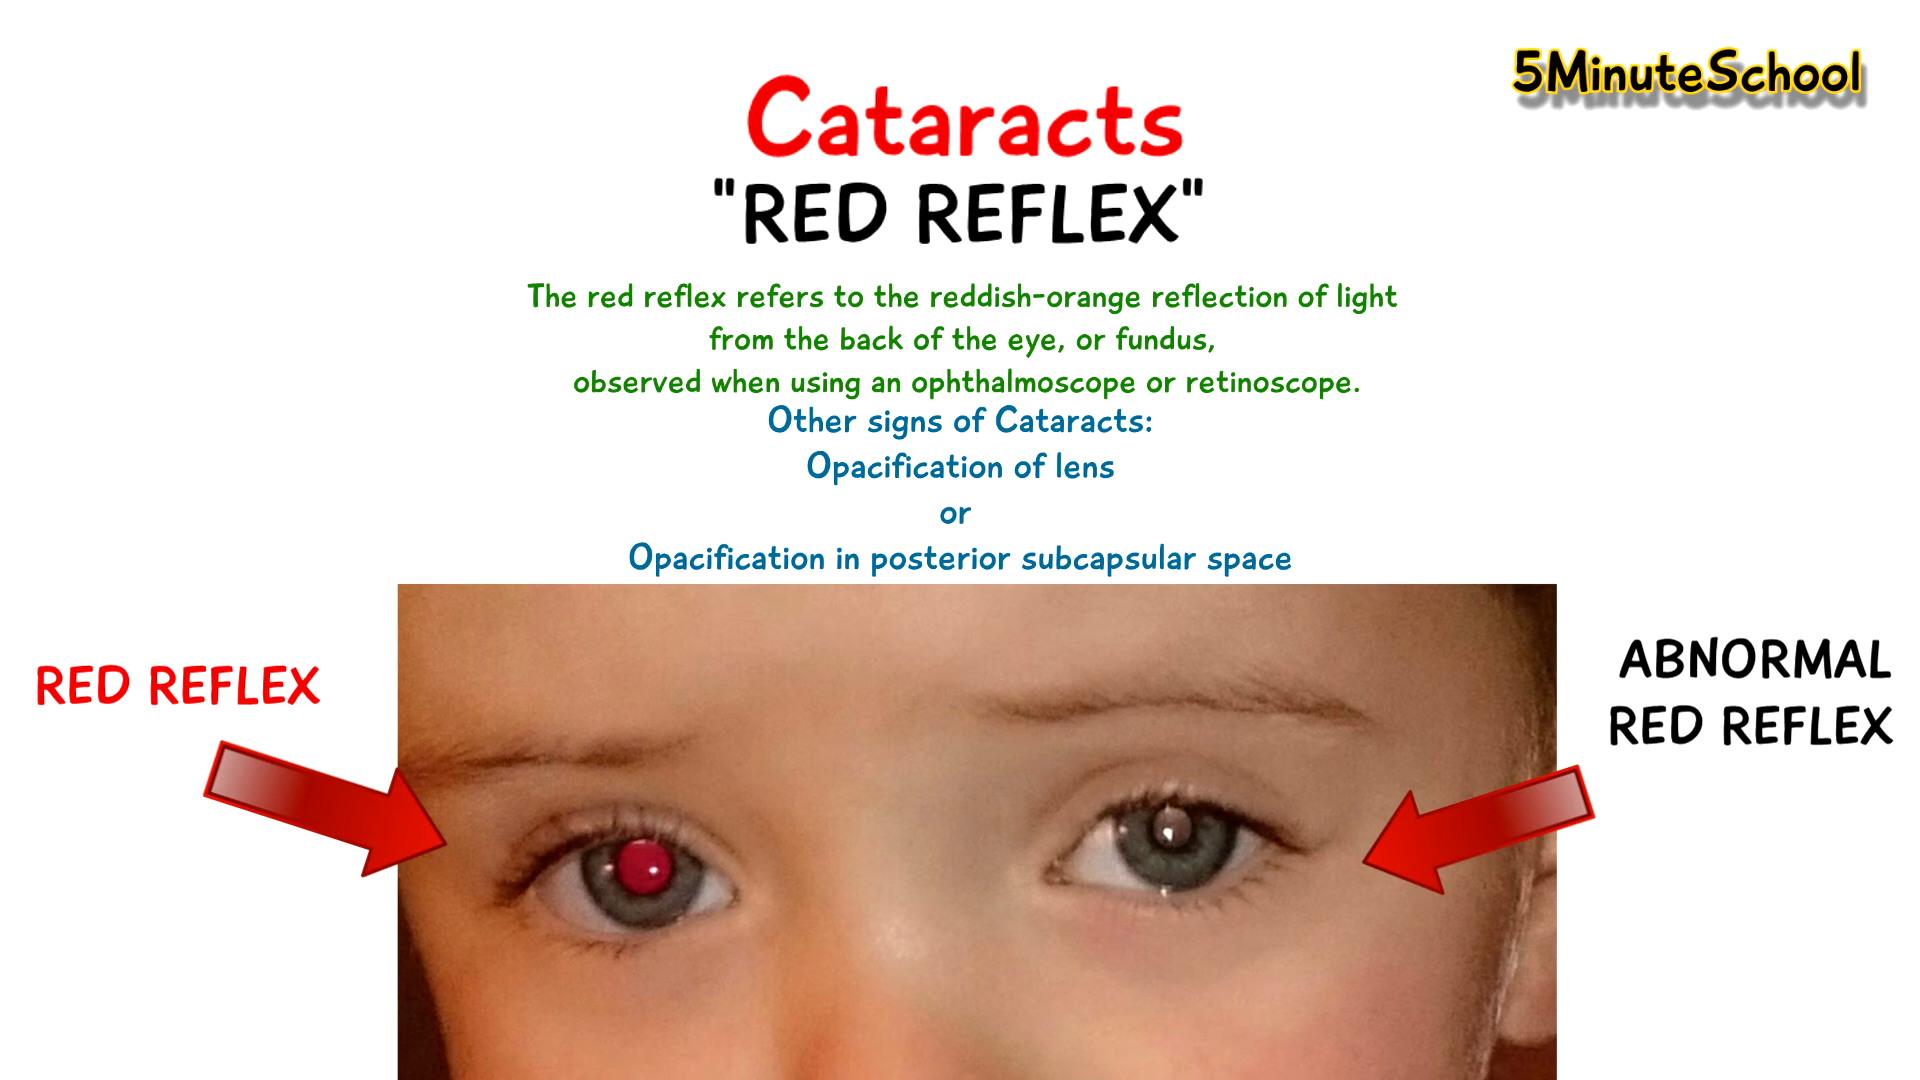 5MinuteSchool
Cataracts
"RED REFLEX"
The red reflex refers to the reddish-orange reflection of light
from the back of the eye, or fundus,
observed when using an ophthalmoscope or retinoscope.
Other signs of Cataracts:
Opacification of lens
or
Opacification in posterior subcapsular space
RED REFLEX
ABNORMAL
RED REFLEX